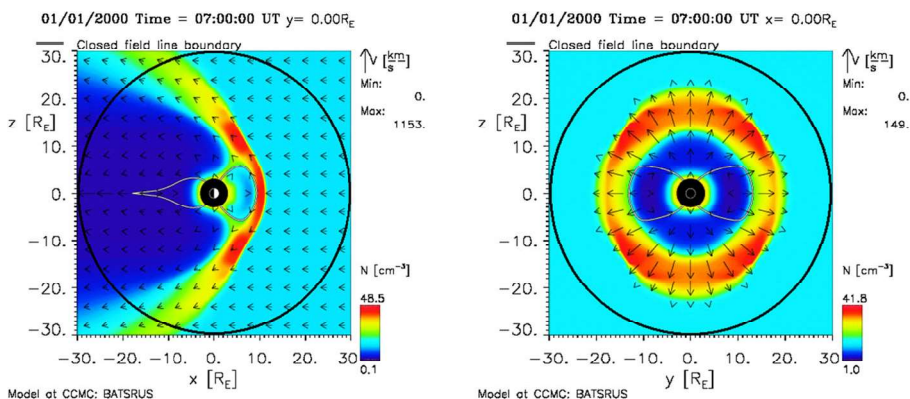 01/01/2000 Time = 07:00:00 UT y= 0.00R_E
Closed field line boundary
30.
20.
10.
0.
-10.
-20.
-30.
z [R_E]
-30. -20. -10. 0. 10. 20. 30
x [R_E]
V [km/s]
Min:
0.
Max:
1153.
N [cm⁻³]
48.5
0.1
Model at CCMC: BATSRUS
01/01/2000 Time = 07:00:00 UT x= 0.00R_E
Closed field line boundary
30.
20.
10.
0.
-10.
-20.
-30.
z [R_E]
-30. -20. -10. 0. 10. 20. 30
y [R_E]
V [km/s]
Min:
0.
Max:
149.
N [cm⁻³]
41.8
1.0
Model at CCMC: BATSRUS